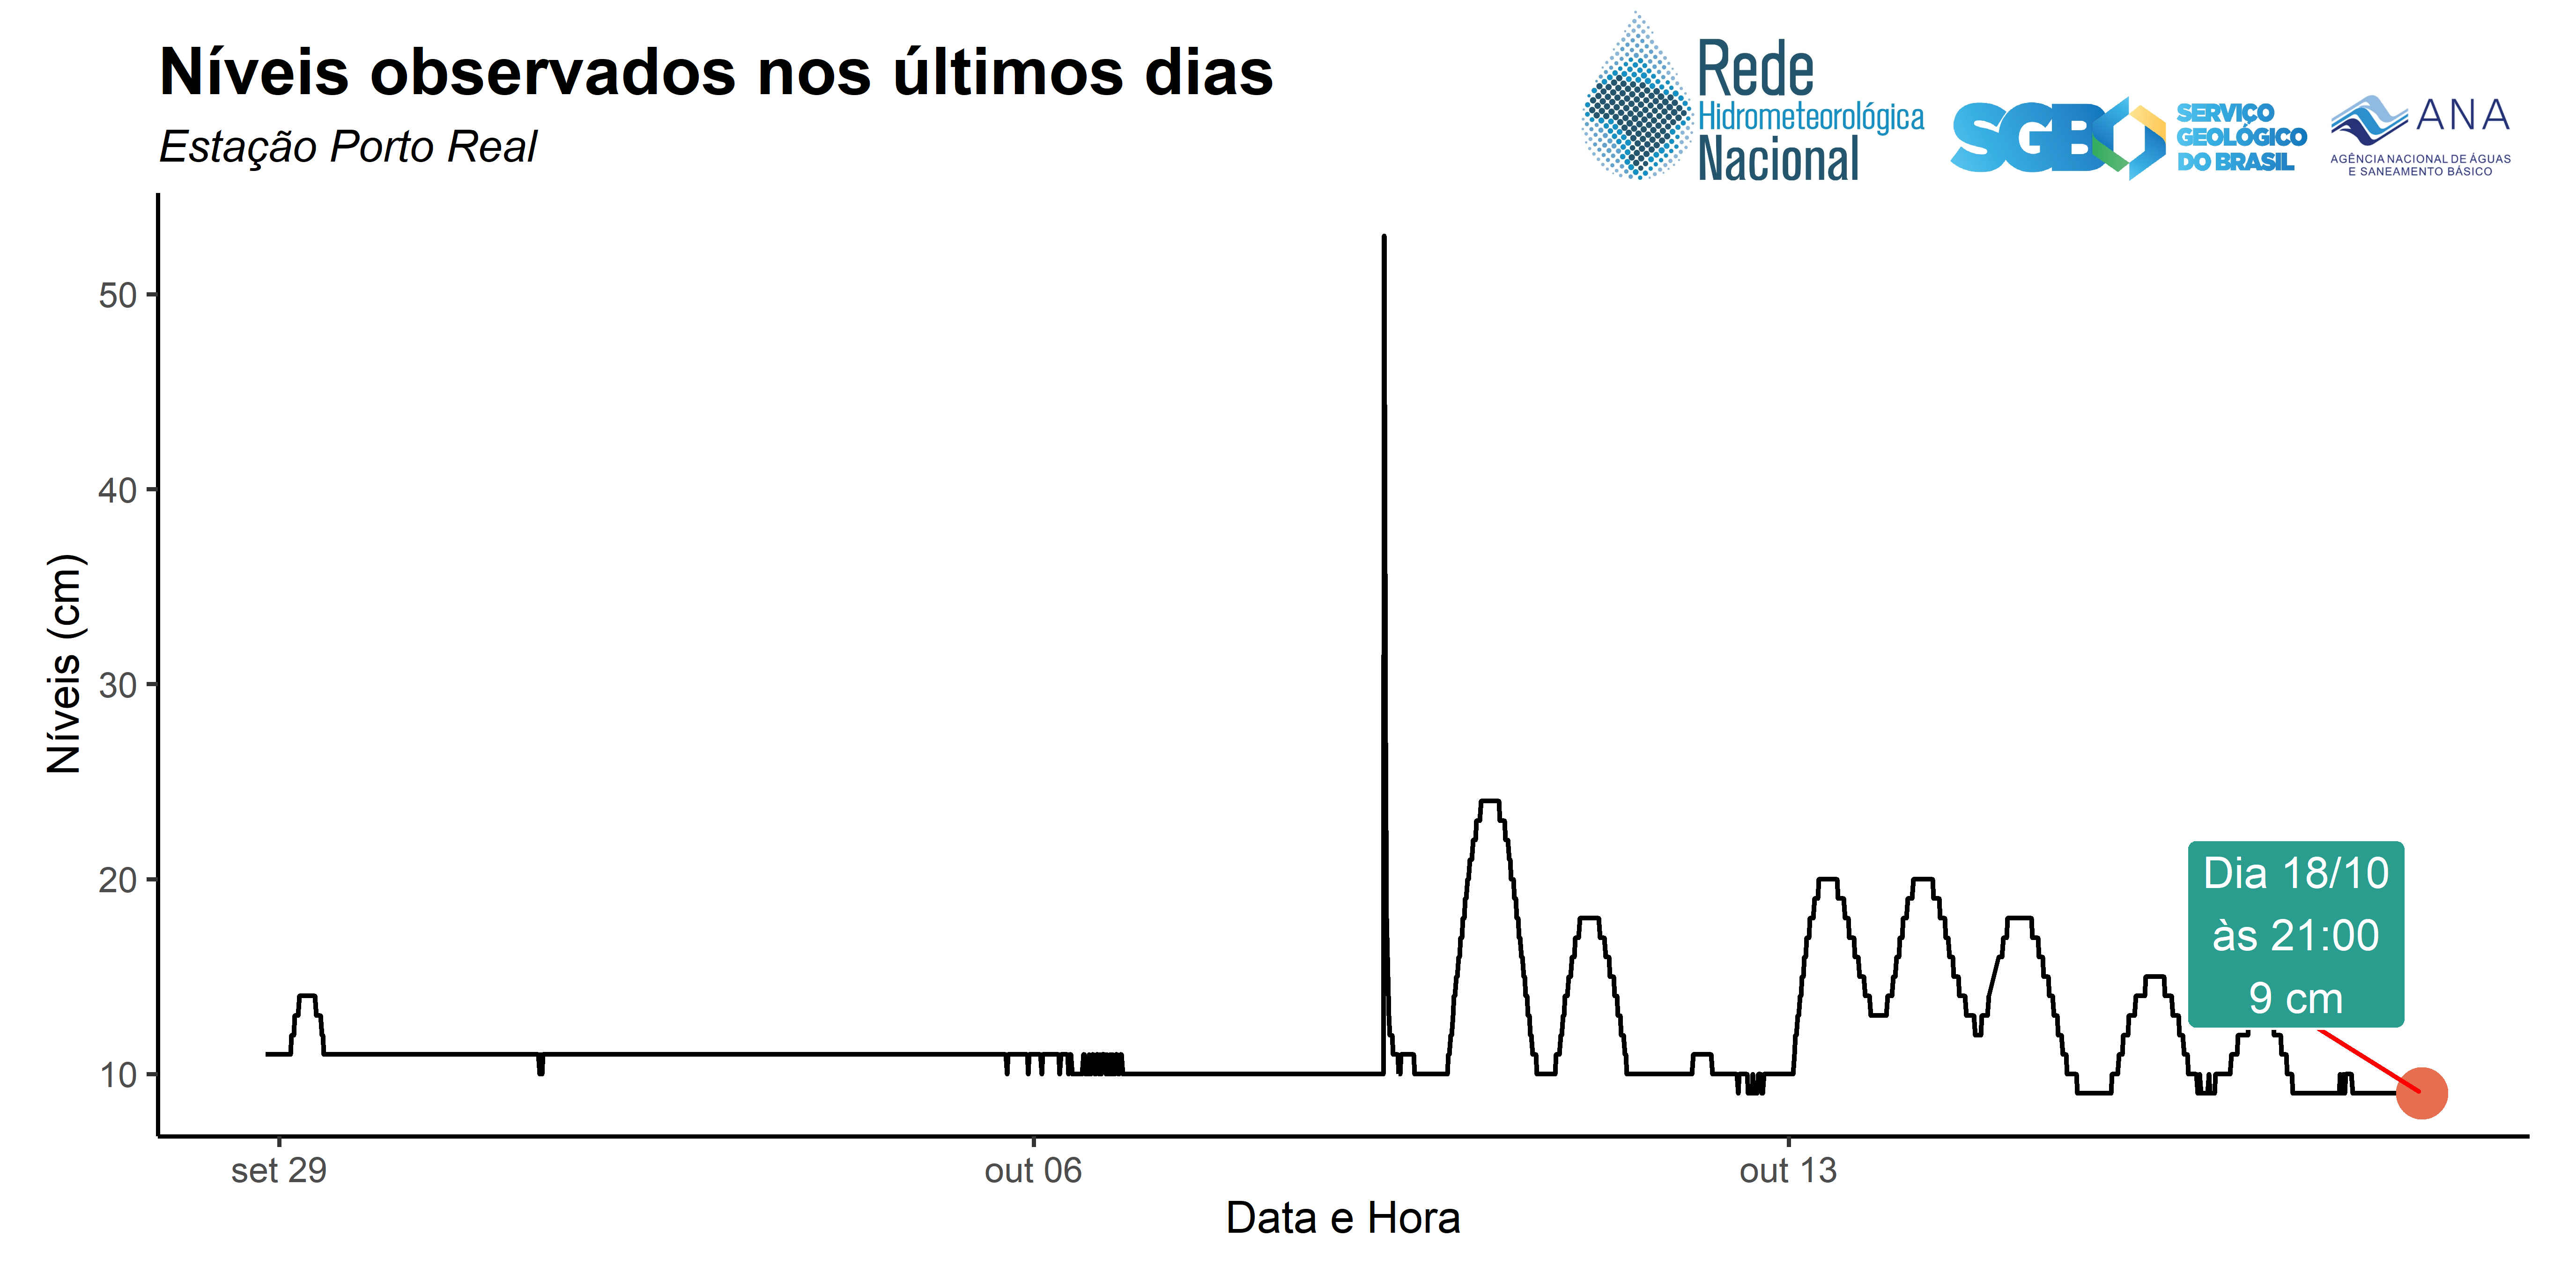 Níveis observados nos últimos dias
Estação Porto Real
Rede
Hidrometeorológica
Nacional
SGB
SERVIÇO
GEOLÓGICO
DO BRASIL
ANA
AGÊNCIA NACIONAL DE ÁGUAS
E SANEAMENTO BÁSICO
Níveis (cm)
50
40
30
20
10
Dia 18/10
às 21:00
9 cm
set 29
out 06
out 13
Data e Hora